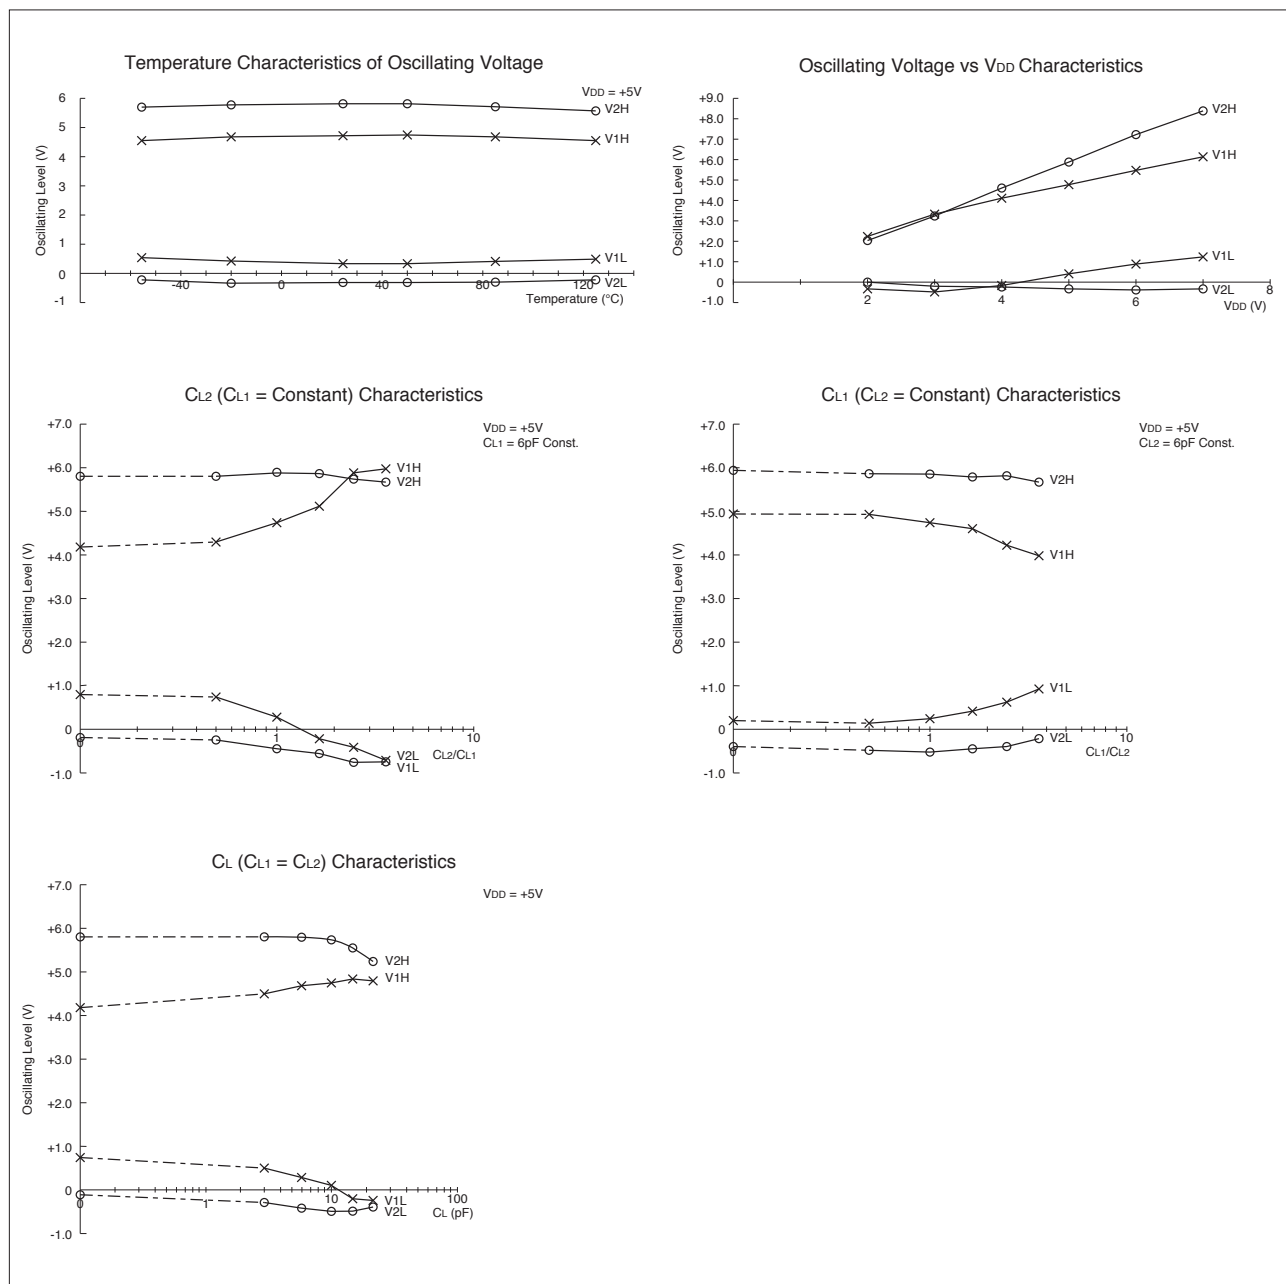 Temperature Characteristics of Oscillating Voltage
VDD = +5V
Oscillating Level (V)
6
5
4
3
2
1
0
-1
-40
0
40
80
120
Temperature (°C)
V2H
V1H
V1L
V2L
Oscillating Voltage vs VDD Characteristics
Oscillating Level (V)
+9.0
+8.0
+7.0
+6.0
+5.0
+4.0
+3.0
+2.0
+1.0
0
-1.0
2
4
6
8
VDD (V)
V2H
V1H
V1L
V2L
CL2 (CL1 = Constant) Characteristics
VDD = +5V
CL1 = 6pF Const.
Oscillating Level (V)
+7.0
+6.0
+5.0
+4.0
+3.0
+2.0
+1.0
0
-1.0
0
1
10
CL2/CL1
V1H
V2H
V2L
V1L
CL1 (CL2 = Constant) Characteristics
VDD = +5V
CL2 = 6pF Const.
Oscillating Level (V)
+7.0
+6.0
+5.0
+4.0
+3.0
+2.0
+1.0
0
-1.0
0
1
10
CL1/CL2
V2H
V1H
V1L
V2L
CL (CL1 = CL2) Characteristics
VDD = +5V
Oscillating Level (V)
+7.0
+6.0
+5.0
+4.0
+3.0
+2.0
+1.0
0
-1.0
0
1
10
100
CL (pF)
V2H
V1H
V1L
V2L